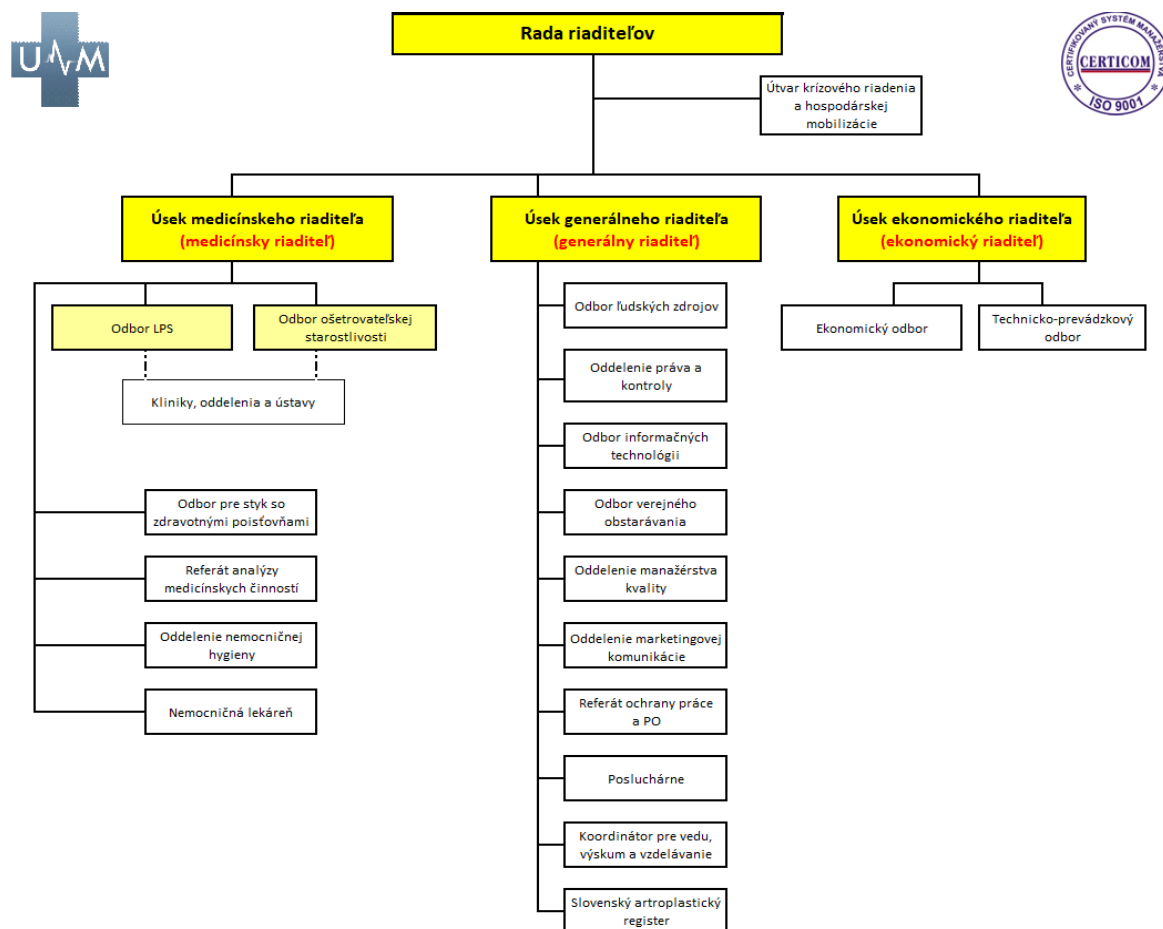 UNM
Rada riaditeľov
CERTIFIKOVANÝ SYSTÉM MANAŽÉRSTVA
CERTICOM
ISO 9001
Útvar krízového riadenia
a hospodárskej
mobilizácie
Úsek medicínskeho riaditeľa
(medicínsky riaditeľ)
Úsek generálneho riaditeľa
(generálny riaditeľ)
Úsek ekonomického riaditeľa
(ekonomický riaditeľ)
Odbor LPS
Odbor ošetrovateľskej
starostlivosti
Kliniky, oddelenia a ústavy
Odbor pre styk so
zdravotnými poisťovňami
Referát analýzy
medicínskych činností
Oddelenie nemocničnej
hygieny
Nemocničná lekáreň
Odbor ľudských zdrojov
Oddelenie práva a
kontroly
Odbor informačných
technológii
Odbor verejného
obstarávania
Oddelenie manažérstva
kvality
Oddelenie marketingovej
komunikácie
Referát ochrany práce
a PO
Posluchárne
Koordinátor pre vedu,
výskum a vzdelávanie
Slovenský artroplastický
register
Ekonomický odbor
Technicko-prevádzkový
odbor